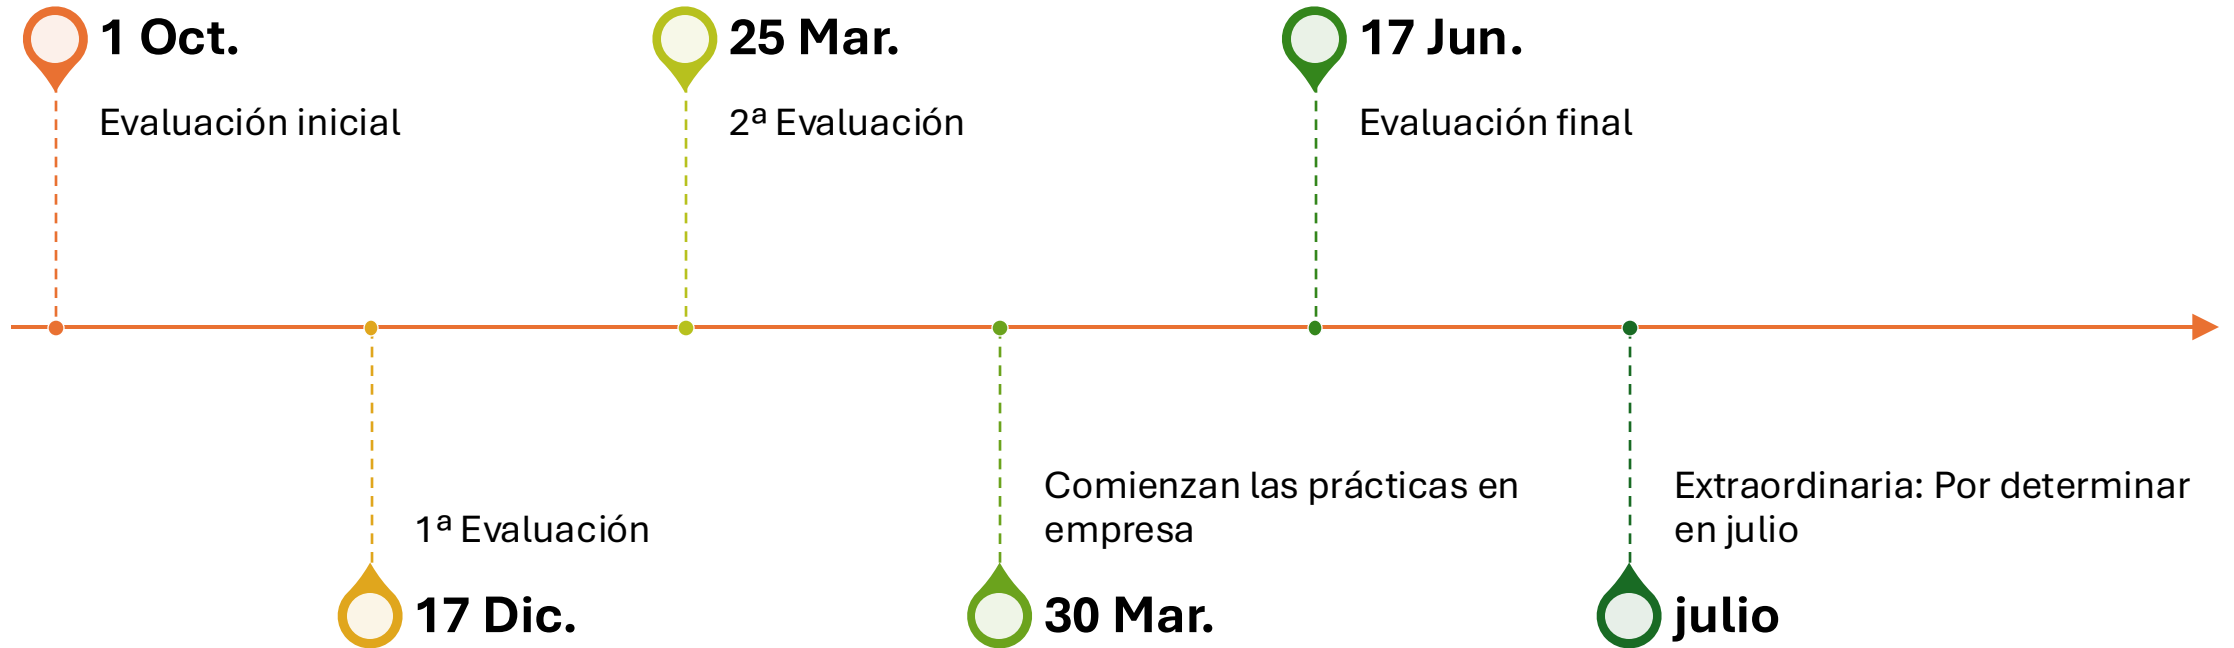 1 Oct.
Evaluación inicial
25 Mar.
2ª Evaluación
17 Jun.
Evaluación final
1ª Evaluación
17 Dic.
Comienzan las prácticas en
empresa
30 Mar.
Extraordinaria: Por determinar
en julio
julio